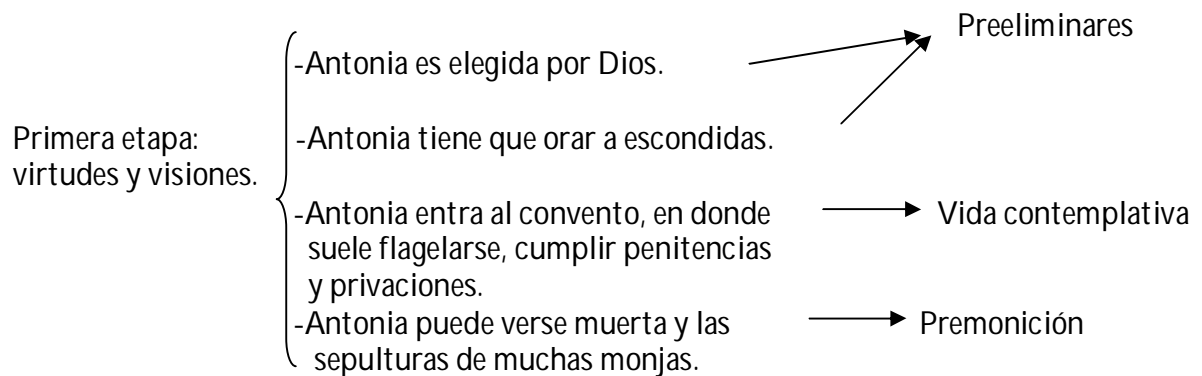 Preeliminares
-Antonia es elegida por Dios.
Primera etapa:
virtudes y visiones.
-Antonia tiene que orar a escondidas.
-Antonia entra al convento, en donde
suele flagelarse, cumplir penitencias
y privaciones.
Vida contemplativa
-Antonia puede verse muerta y las
sepulturas de muchas monjas.
Premonición